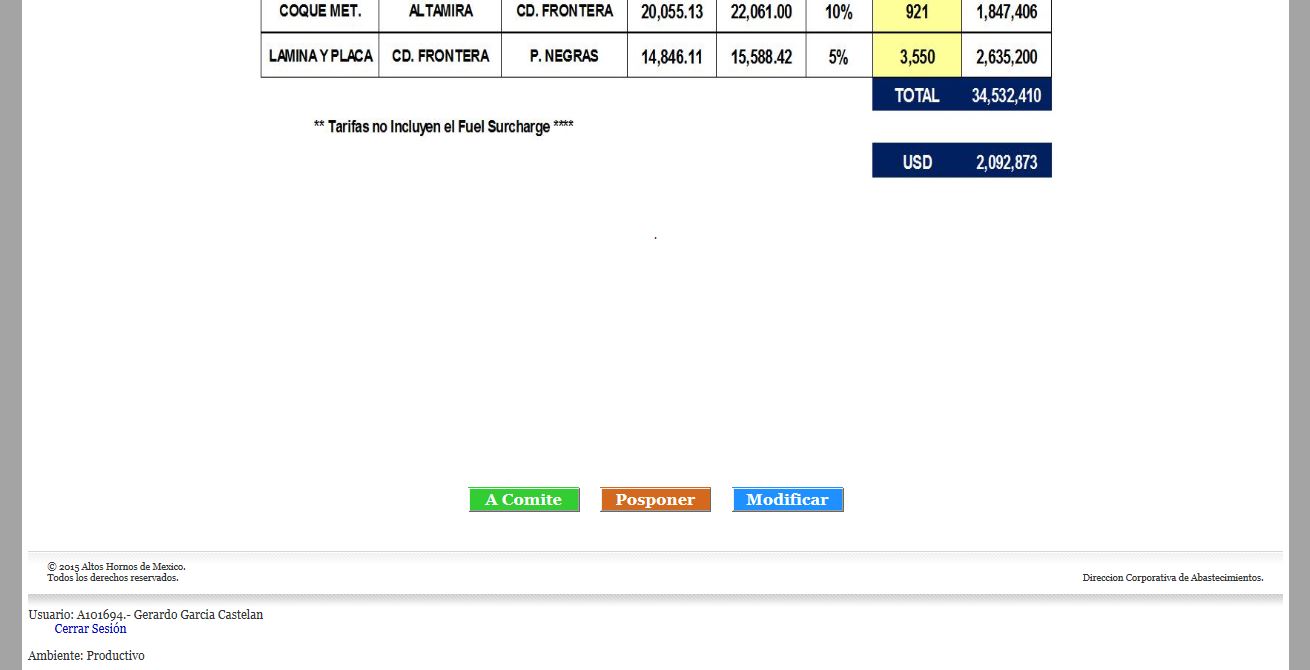 COQUE MET. ALTAMIRA CD. FRONTERA 20,055.13 22,061.00 10% 921 1,847,406
LAMINA Y PLACA CD. FRONTERA P. NEGRAS 14,846.11 15,588.42 5% 3,550 2,635,200
TOTAL 34,532,410
** Tarifas no Incluyen el Fuel Surcharge ****
USD 2,092,873
.
A Comite Posponer Modificar
© 2015 Altos Hornos de Mexico.
Todos los derechos reservados.
Direccion Corporativa de Abastecimientos.
Usuario: A101694.- Gerardo Garcia Castelan
Cerrar Sesión
Ambiente: Productivo